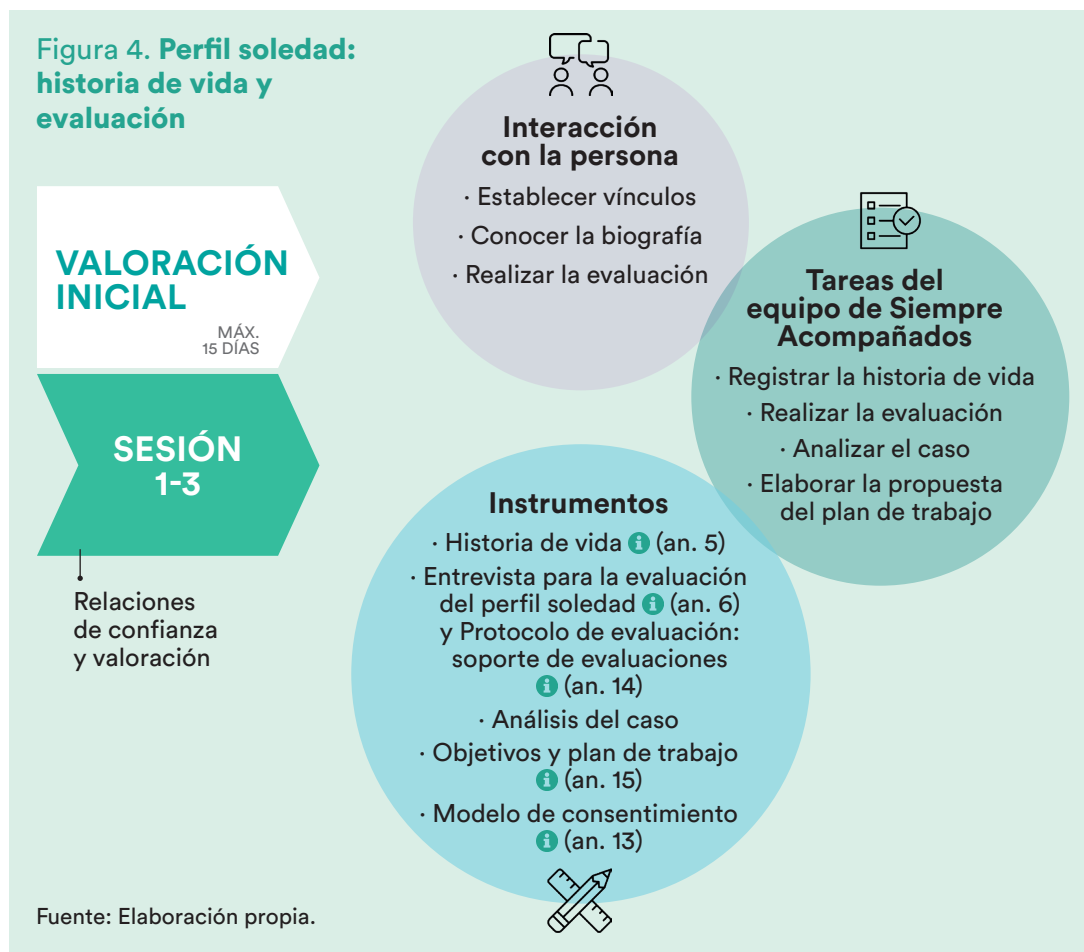 Figura 4. Perfil soledad:
historia de vida y
evaluación
VALORACIÓN
INICIAL
MÁX.
15 DÍAS
SESIÓN
1-3
Relaciones
de confianza
y valoración
Interacción
con la persona
· Establecer vínculos
· Conocer la biografía
· Realizar la evaluación
Tareas del
equipo de Siempre
Acompañados
· Registrar la historia de vida
· Realizar la evaluación
· Analizar el caso
· Elaborar la propuesta
del plan de trabajo
Instrumentos
· Historia de vida i (an. 5)
· Entrevista para la evaluación
del perfil soledad i (an. 6)
y Protocolo de evaluación:
soporte de evaluaciones
i (an. 14)
· Análisis del caso
· Objetivos y plan de trabajo
i (an. 15)
· Modelo de consentimiento
i (an. 13)
Fuente: Elaboración propia.